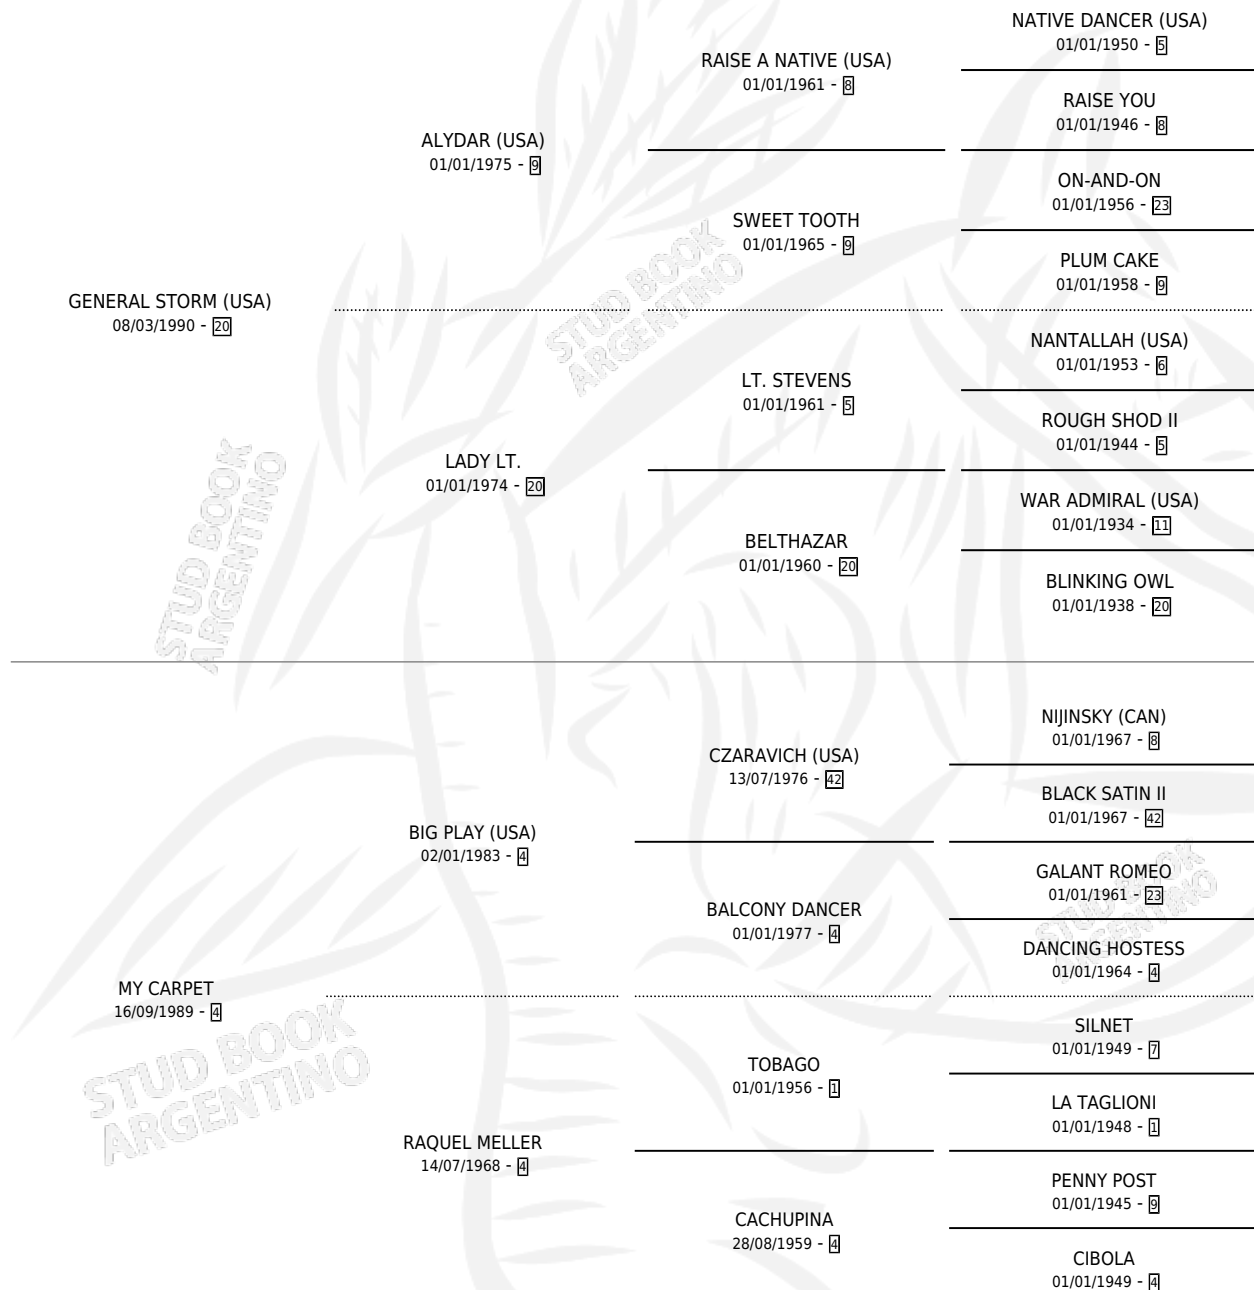 NATIVE DANCER (USA)
01/01/1950 - 5
RAISE A NATIVE (USA)
01/01/1961 - 8
RAISE YOU
01/01/1946 - 8
ALYDAR (USA)
01/01/1975 - 9
ON-AND-ON
01/01/1956 - 23
SWEET TOOTH
01/01/1965 - 9
PLUM CAKE
01/01/1958 - 9
GENERAL STORM (USA)
08/03/1990 - 20
NANTALLAH (USA)
01/01/1953 - 6
LT. STEVENS
01/01/1961 - 5
ROUGH SHOD II
01/01/1944 - 5
LADY LT.
01/01/1974 - 20
WAR ADMIRAL (USA)
01/01/1934 - 11
BELTHAZAR
01/01/1960 - 20
BLINKING OWL
01/01/1938 - 20
NIJINSKY (CAN)
01/01/1967 - 8
CZARAVICH (USA)
13/07/1976 - 42
BLACK SATIN II
01/01/1967 - 42
BIG PLAY (USA)
02/01/1983 - 4
GALANT ROMEO
01/01/1961 - 23
BALCONY DANCER
01/01/1977 - 4
DANCING HOSTESS
01/01/1964 - 4
MY CARPET
16/09/1989 - 4
SILNET
01/01/1949 - 7
TOBAGO
01/01/1956 - 1
LA TAGLIONI
01/01/1948 - 1
RAQUEL MELLER
14/07/1968 - 4
PENNY POST
01/01/1945 - 9
CACHUPINA
28/08/1959 - 4
CIBOLA
01/01/1949 - 4
STUD BOOK
ARGENTINO
STUD BOOK
ARGENTINO
STUD BOOK
ARGENTINO
STUD BOOK
ARGENTINO